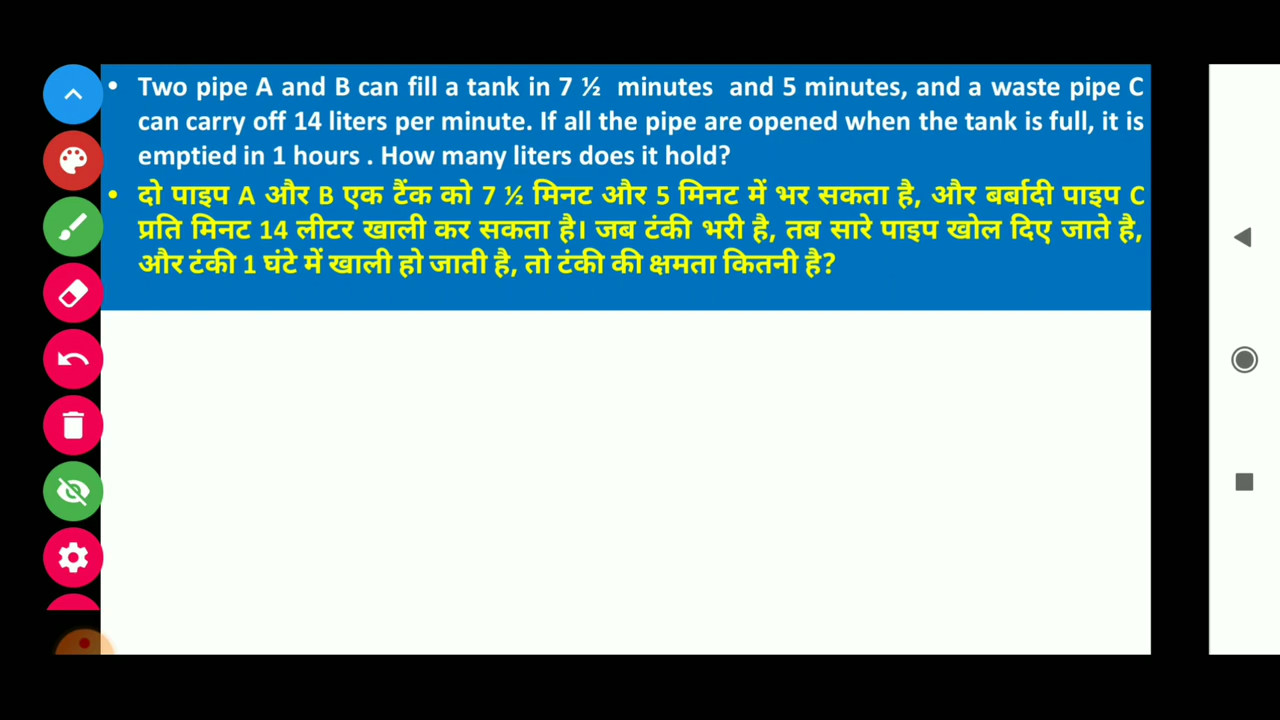 • Two pipe A and B can fill a tank in 7 ½ minutes and 5 minutes, and a waste pipe C
can carry off 14 liters per minute. If all the pipe are opened when the tank is full, it is
emptied in 1 hours . How many liters does it hold?
• दो पाइप A और B एक टैंक को 7 ½ मिनट और 5 मिनट में भर सकता है, और बर्बादी पाइप C
प्रति मिनट 14 लीटर खाली कर सकता है। जब टंकी भरी है, तब सारे पाइप खोल दिए जाते है,
और टंकी 1 घंटे में खाली हो जाती है, तो टंकी की क्षमता कितनी है?